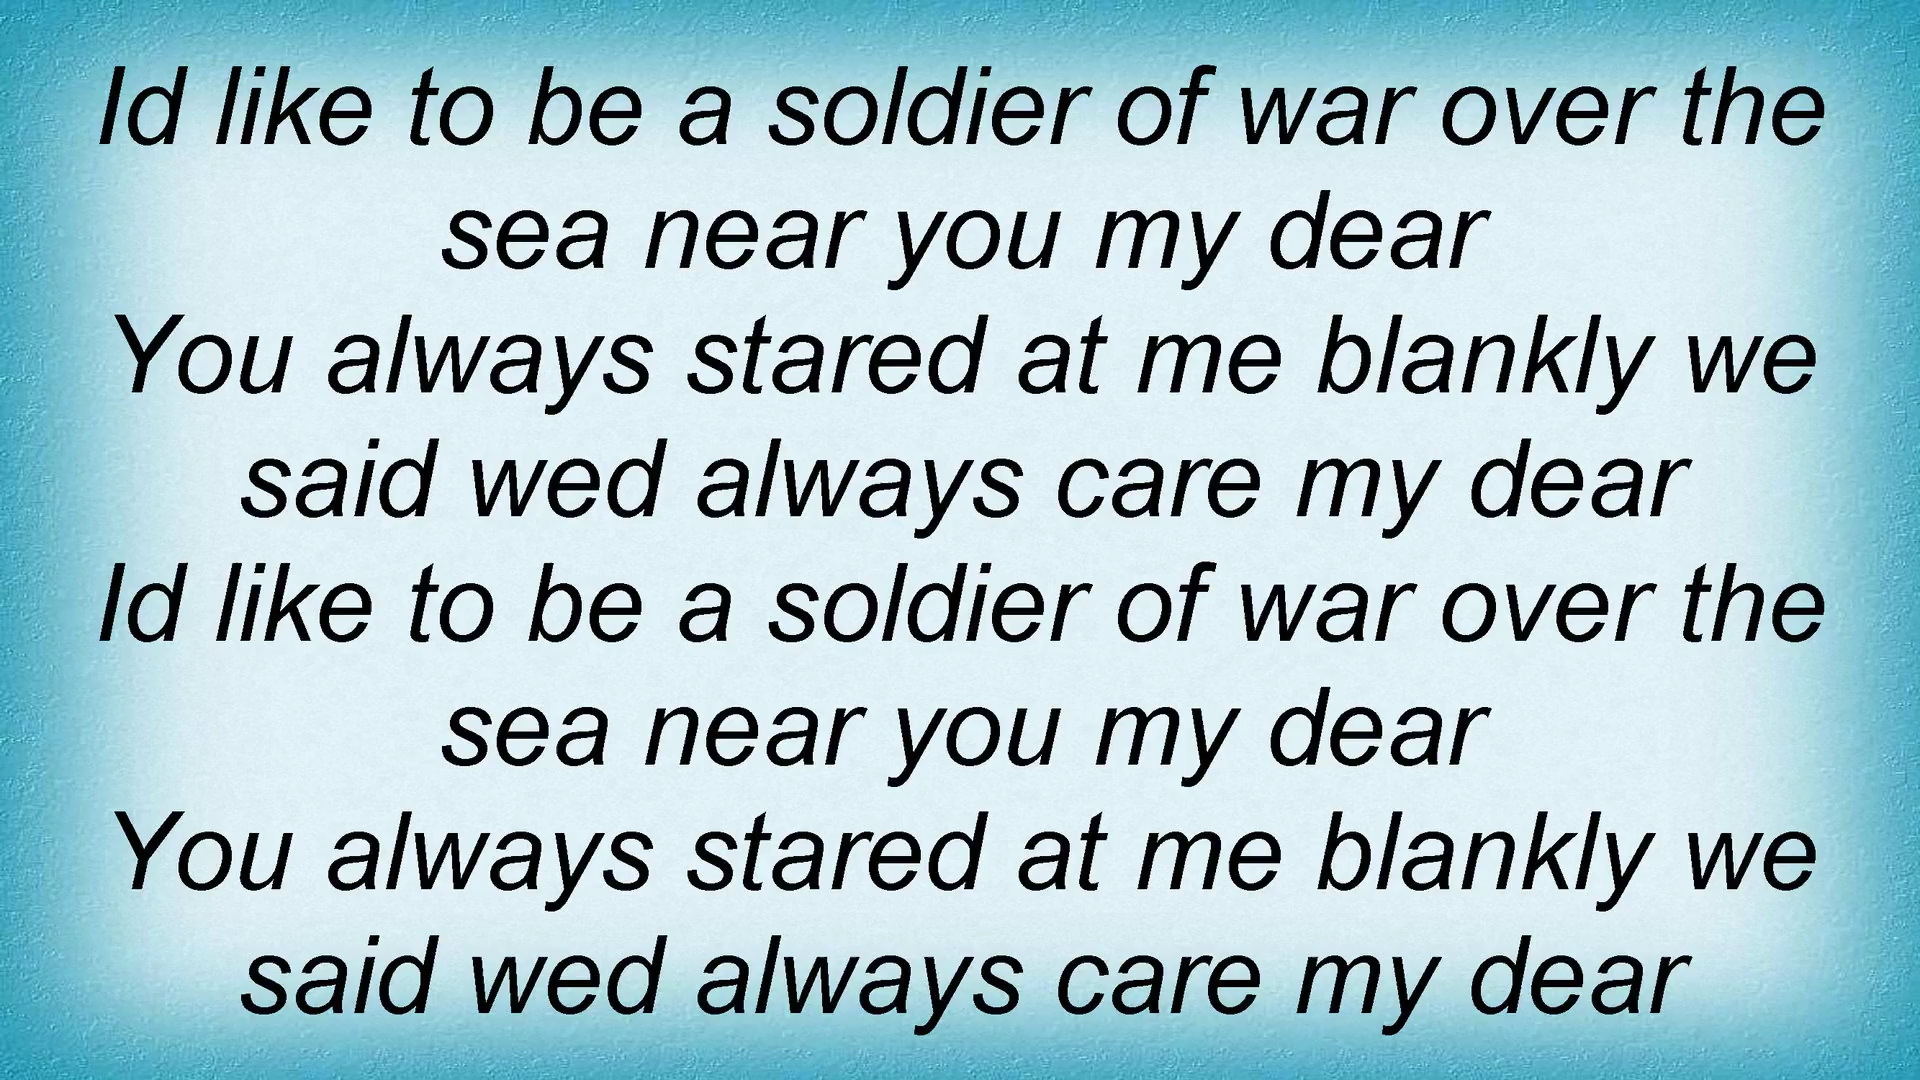 Id like to be a soldier of war over the
sea near you my dear
You always stared at me blankly we
said wed always care my dear
Id like to be a soldier of war over the
sea near you my dear
You always stared at me blankly we
said wed always care my dear